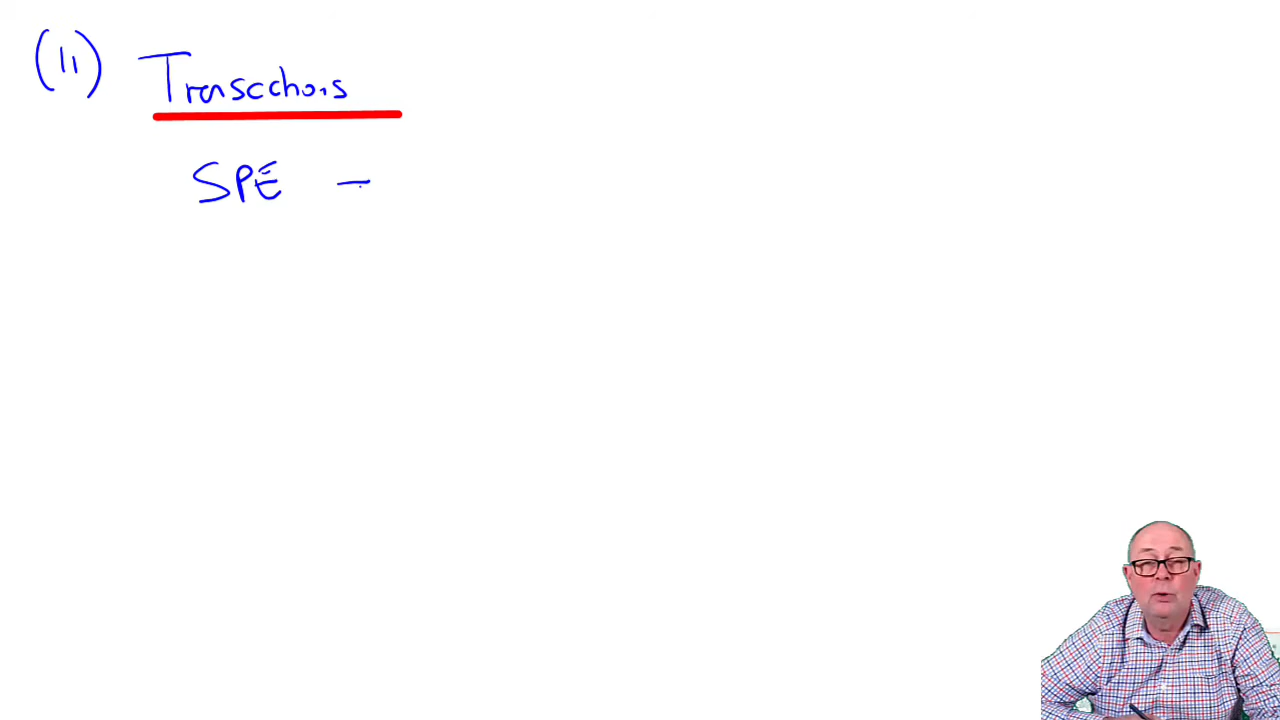 (11) Transactions
SPE –